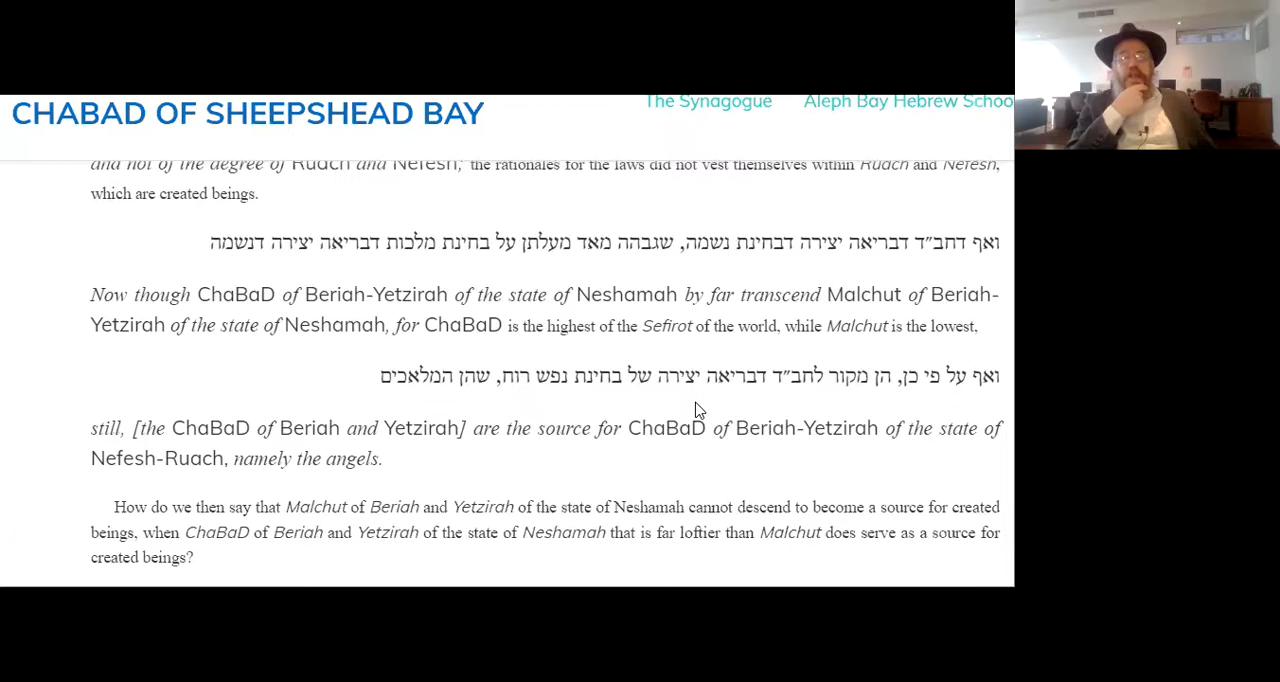 The Synagogue Aleph Bay Hebrew Schoo
CHABAD OF SHEEPSHEAD BAY
and not of the degree of Ruach and Nefesh," the rationales for the laws did not vest themselves within Ruach and Nefesh,
which are created beings.
ואף דחב״ד דבריאה יצירה דבחינת נשמה, שגבהה מאד מעלתן על בחינת מלכות דבריאה יצירה דנשמה
Now though ChaBaD of Beriah-Yetzirah of the state of Neshamah by far transcend Malchut of Beriah-
Yetzirah of the state of Neshamah, for ChaBaD is the highest of the Sefirot of the world, while Malchut is the lowest,
ואף על פי כן, הן מקור לחב״ד דבריאה יצירה של בחינת נפש רוח, שהן המלאכים
still, [the ChaBaD of Beriah and Yetzirah] are the source for ChaBaD of Beriah-Yetzirah of the state of
Nefesh-Ruach, namely the angels.
How do we then say that Malchut of Beriah and Yetzirah of the state of Neshamah cannot descend to become a source for created
beings, when ChaBaD of Beriah and Yetzirah of the state of Neshamah that is far loftier than Malchut does serve as a source for
created beings?